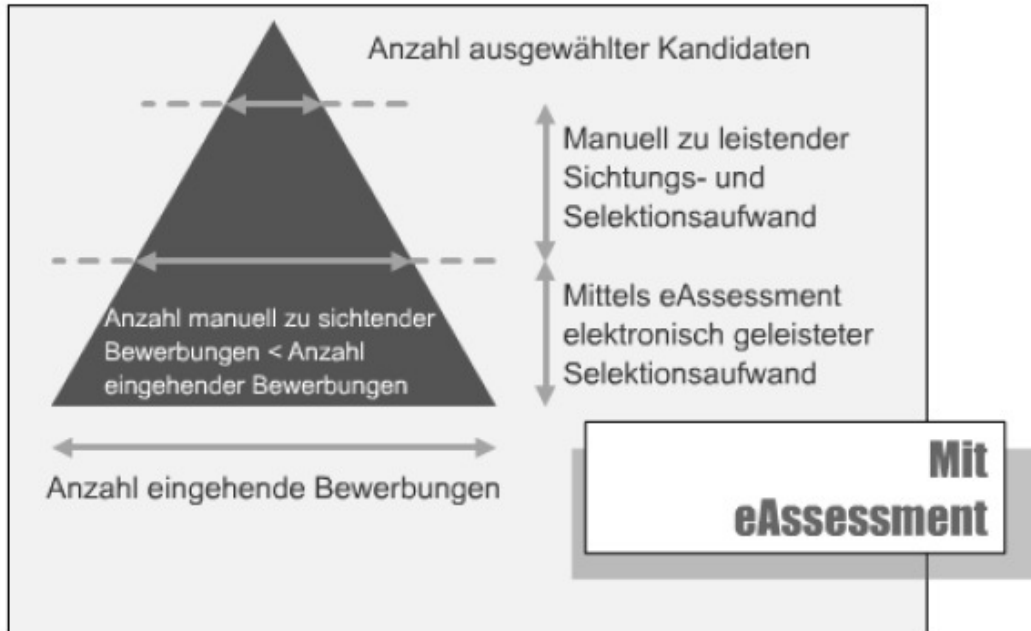 Anzahl ausgewählter Kandidaten
Manuell zu leistender
Sichtungs- und
Selektionsaufwand
Mittels eAssessment
elektronisch geleisteter
Selektionsaufwand
Anzahl manuell zu sichtender
Bewerbungen < Anzahl
eingehender Bewerbungen
Anzahl eingehende Bewerbungen
Mit
eAssessment